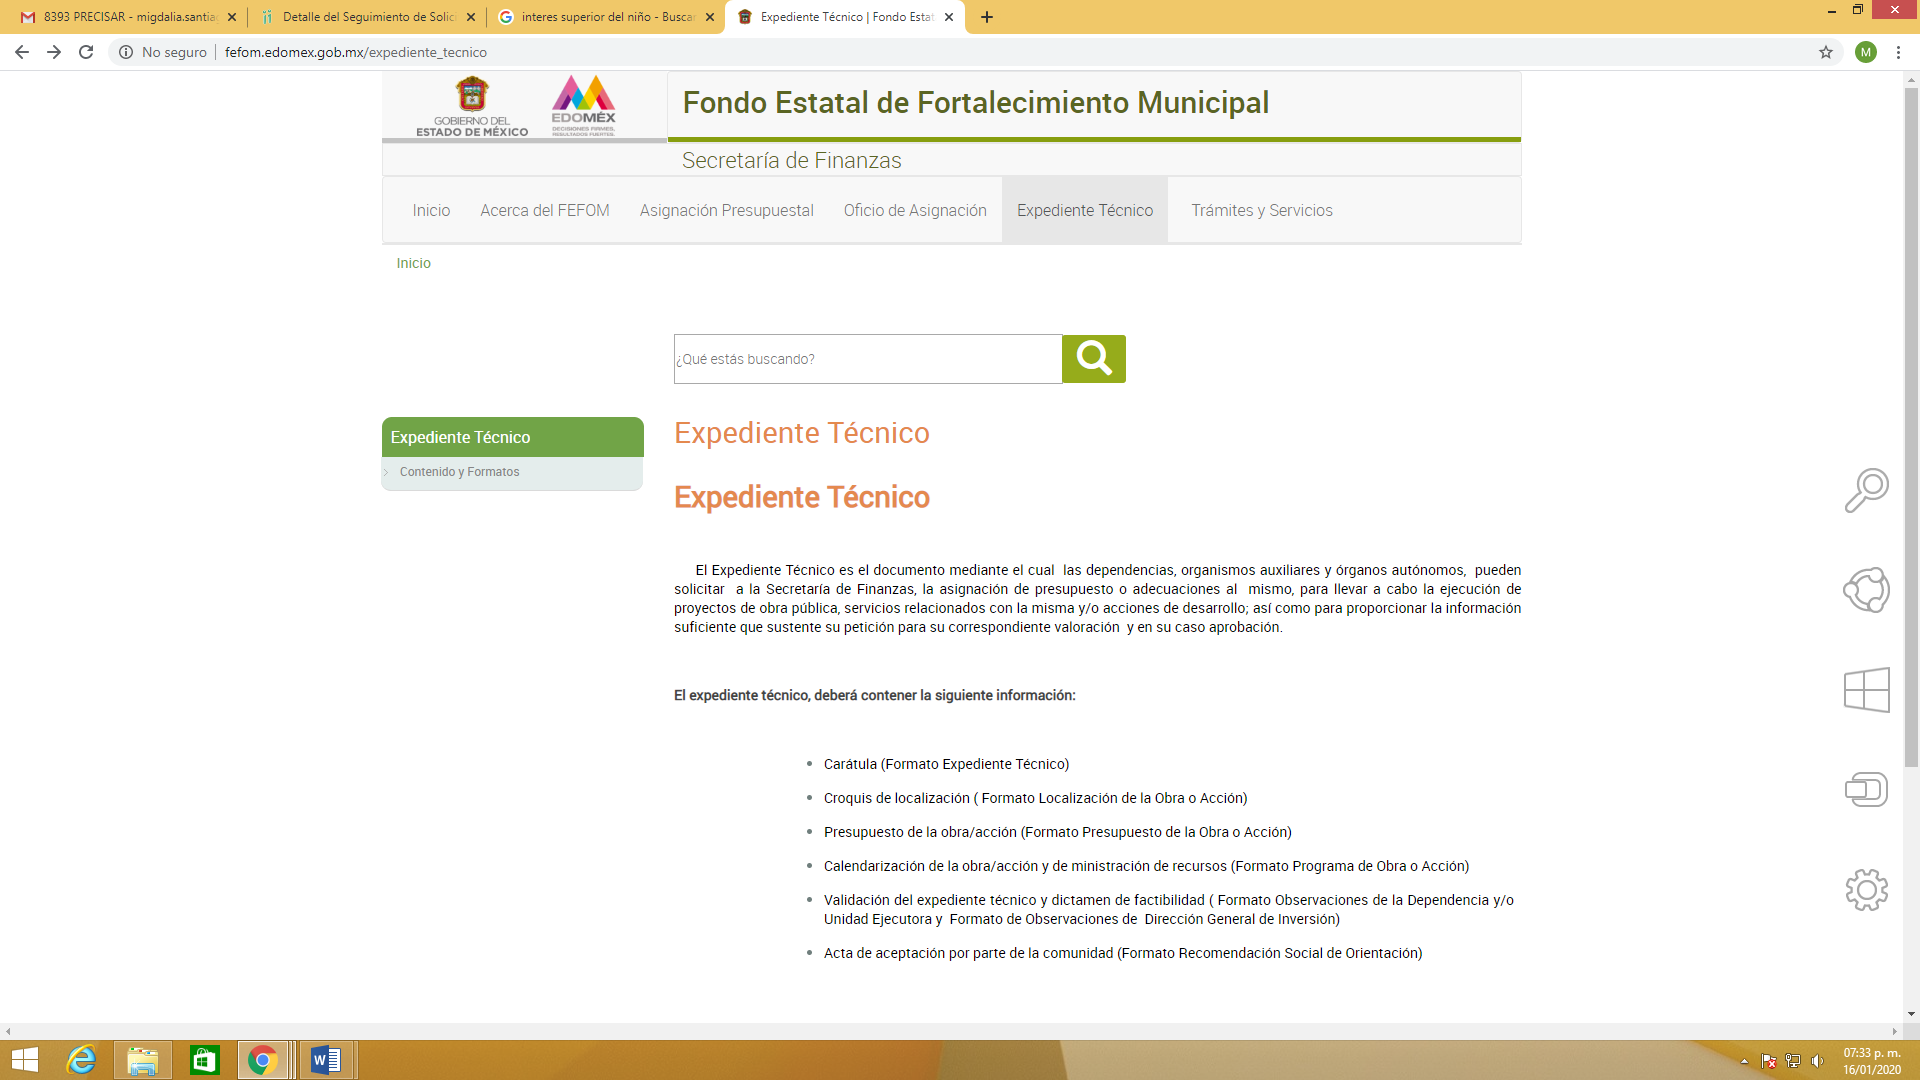 8393 PRECISAR - migdalia.santia
Detalle del Seguimiento de Solici
interes superior del niño - Buscar
Expediente Técnico | Fondo Estat
No seguro
fefom.edomex.gob.mx/expediente_tecnico
M
GOBIERNO DEL
ESTADO DE MÉXICO
EDOMÉX
DECISIONES FIRMES,
RESULTADOS FUERTES.
Fondo Estatal de Fortalecimiento Municipal
Secretaría de Finanzas
Inicio
Acerca del FEFOM
Asignación Presupuestal
Oficio de Asignación
Expediente Técnico
Trámites y Servicios
Inicio
¿Qué estás buscando?
Expediente Técnico
Contenido y Formatos
Expediente Técnico
Expediente Técnico
El Expediente Técnico es el documento mediante el cual las dependencias, organismos auxiliares y órganos autónomos, pueden
solicitar a la Secretaría de Finanzas, la asignación de presupuesto o adecuaciones al mismo, para llevar a cabo la ejecución de
proyectos de obra pública, servicios relacionados con la misma y/o acciones de desarrollo; así como para proporcionar la información
suficiente que sustente su petición para su correspondiente valoración y en su caso aprobación.
El expediente técnico, deberá contener la siguiente información:
Carátula (Formato Expediente Técnico)
Croquis de localización ( Formato Localización de la Obra o Acción)
Presupuesto de la obra/acción (Formato Presupuesto de la Obra o Acción)
Calendarización de la obra/acción y de ministración de recursos (Formato Programa de Obra o Acción)
Validación del expediente técnico y dictamen de factibilidad ( Formato Observaciones de la Dependencia y/o
Unidad Ejecutora y Formato de Observaciones de Dirección General de Inversión)
Acta de aceptación por parte de la comunidad (Formato Recomendación Social de Orientación)
07:33 p. m.
16/01/2020